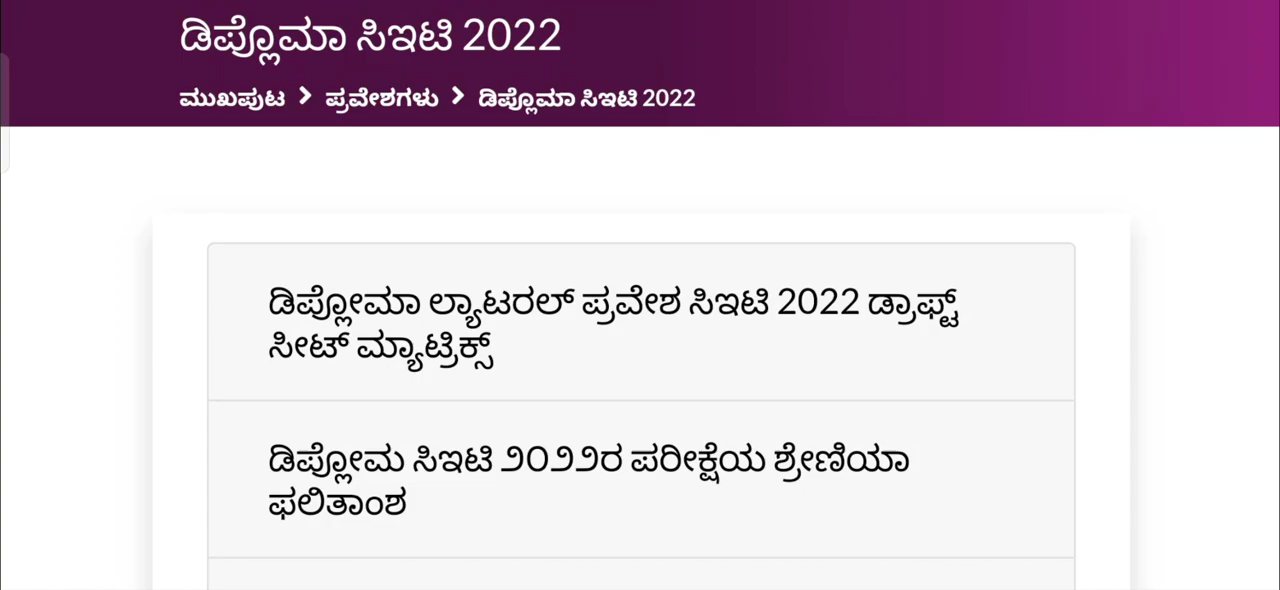 ಡಿಪ್ಲೊಮಾ ಸಿಇಟಿ 2022
ಮುಖಪುಟ > ಪ್ರವೇಶಗಳು > ಡಿಪ್ಲೊಮಾ ಸಿಇಟಿ 2022
ಡಿಪ್ಲೋಮಾ ಲ್ಯಾಟರಲ್ ಪ್ರವೇಶ ಸಿಇಟಿ 2022 ಡ್ರಾಫ್ಟ್
ಸೀಟ್ ಮ್ಯಾಟ್ರಿಕ್ಸ್
ಡಿಪ್ಲೋಮ ಸಿಇಟಿ ೨೦೨೨ರ ಪರೀಕ್ಷೆಯ ಶ್ರೇಣಿಯಾ
ಫಲಿತಾಂಶ